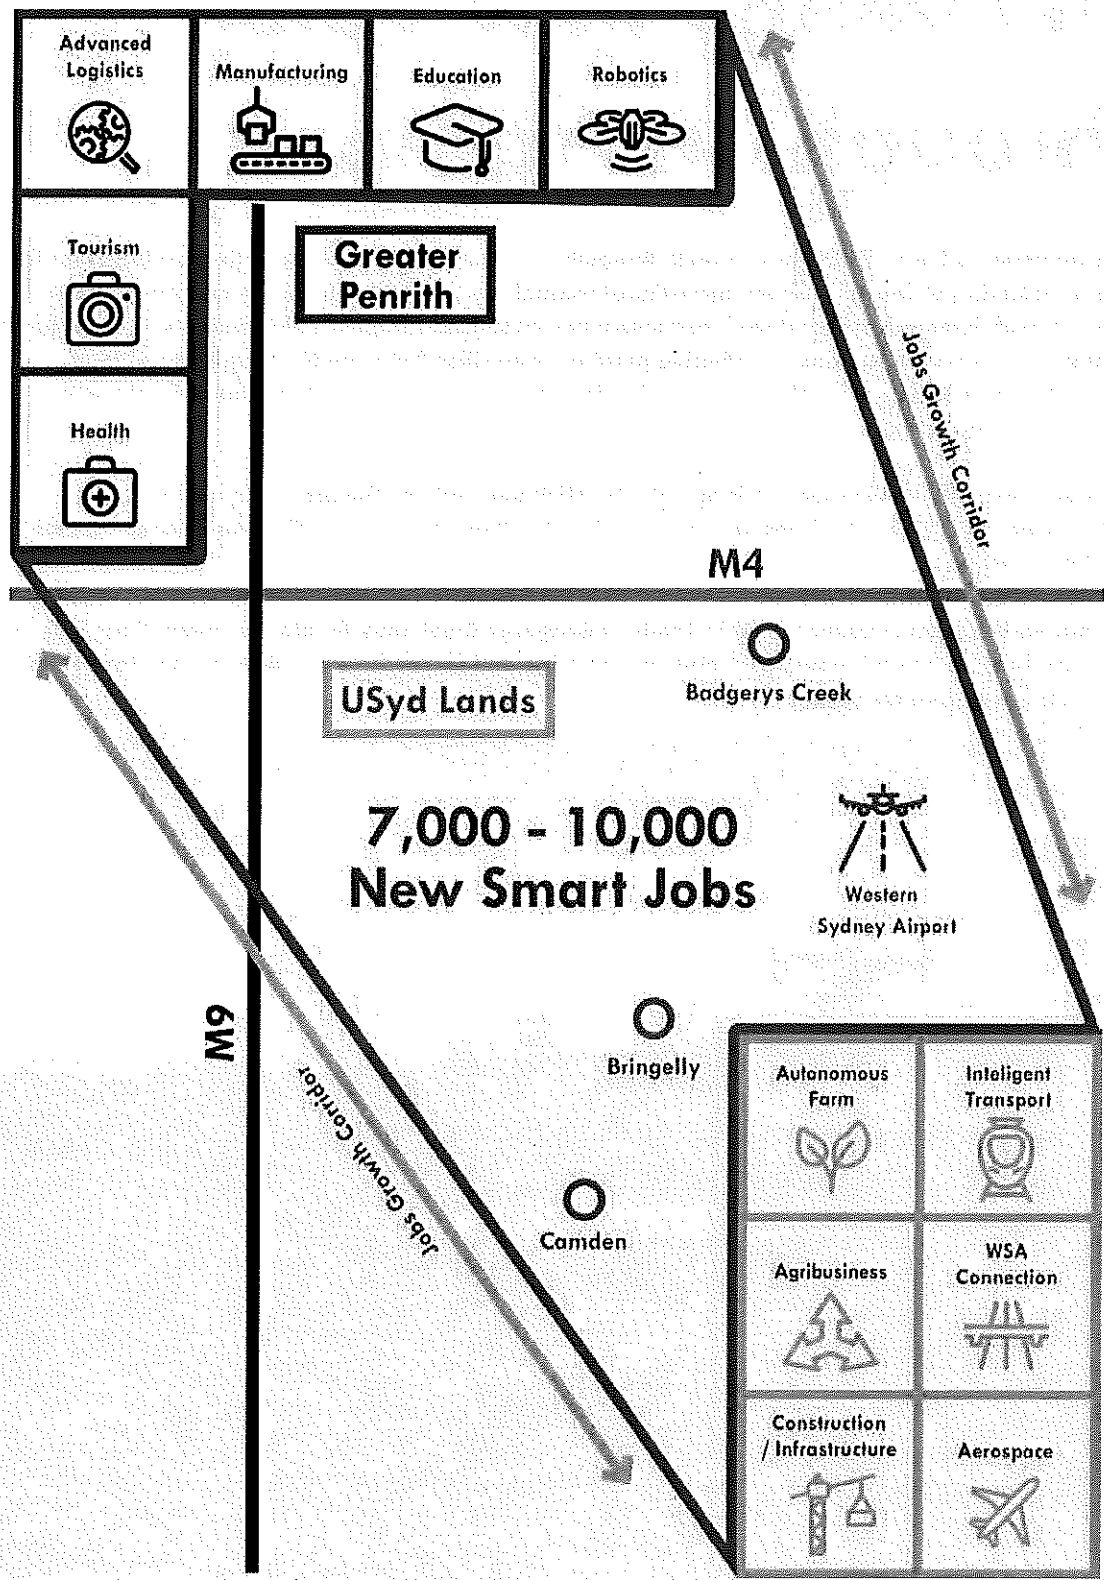 Advanced
Logistics
Manufacturing
Education
Robotics
Tourism
Health
Greater
Penrith
Jobs Growth Corridor
M4
Badgerys Creek
USyd Lands
7,000 - 10,000
New Smart Jobs
Western
Sydney Airport
M9
Bringelly
Jobs Growth Corridor
Camden
Autonomous
Farm
Inteligent
Transport
Agribusiness
WSA
Connection
Construction
/ Infrastructure
Aerospace